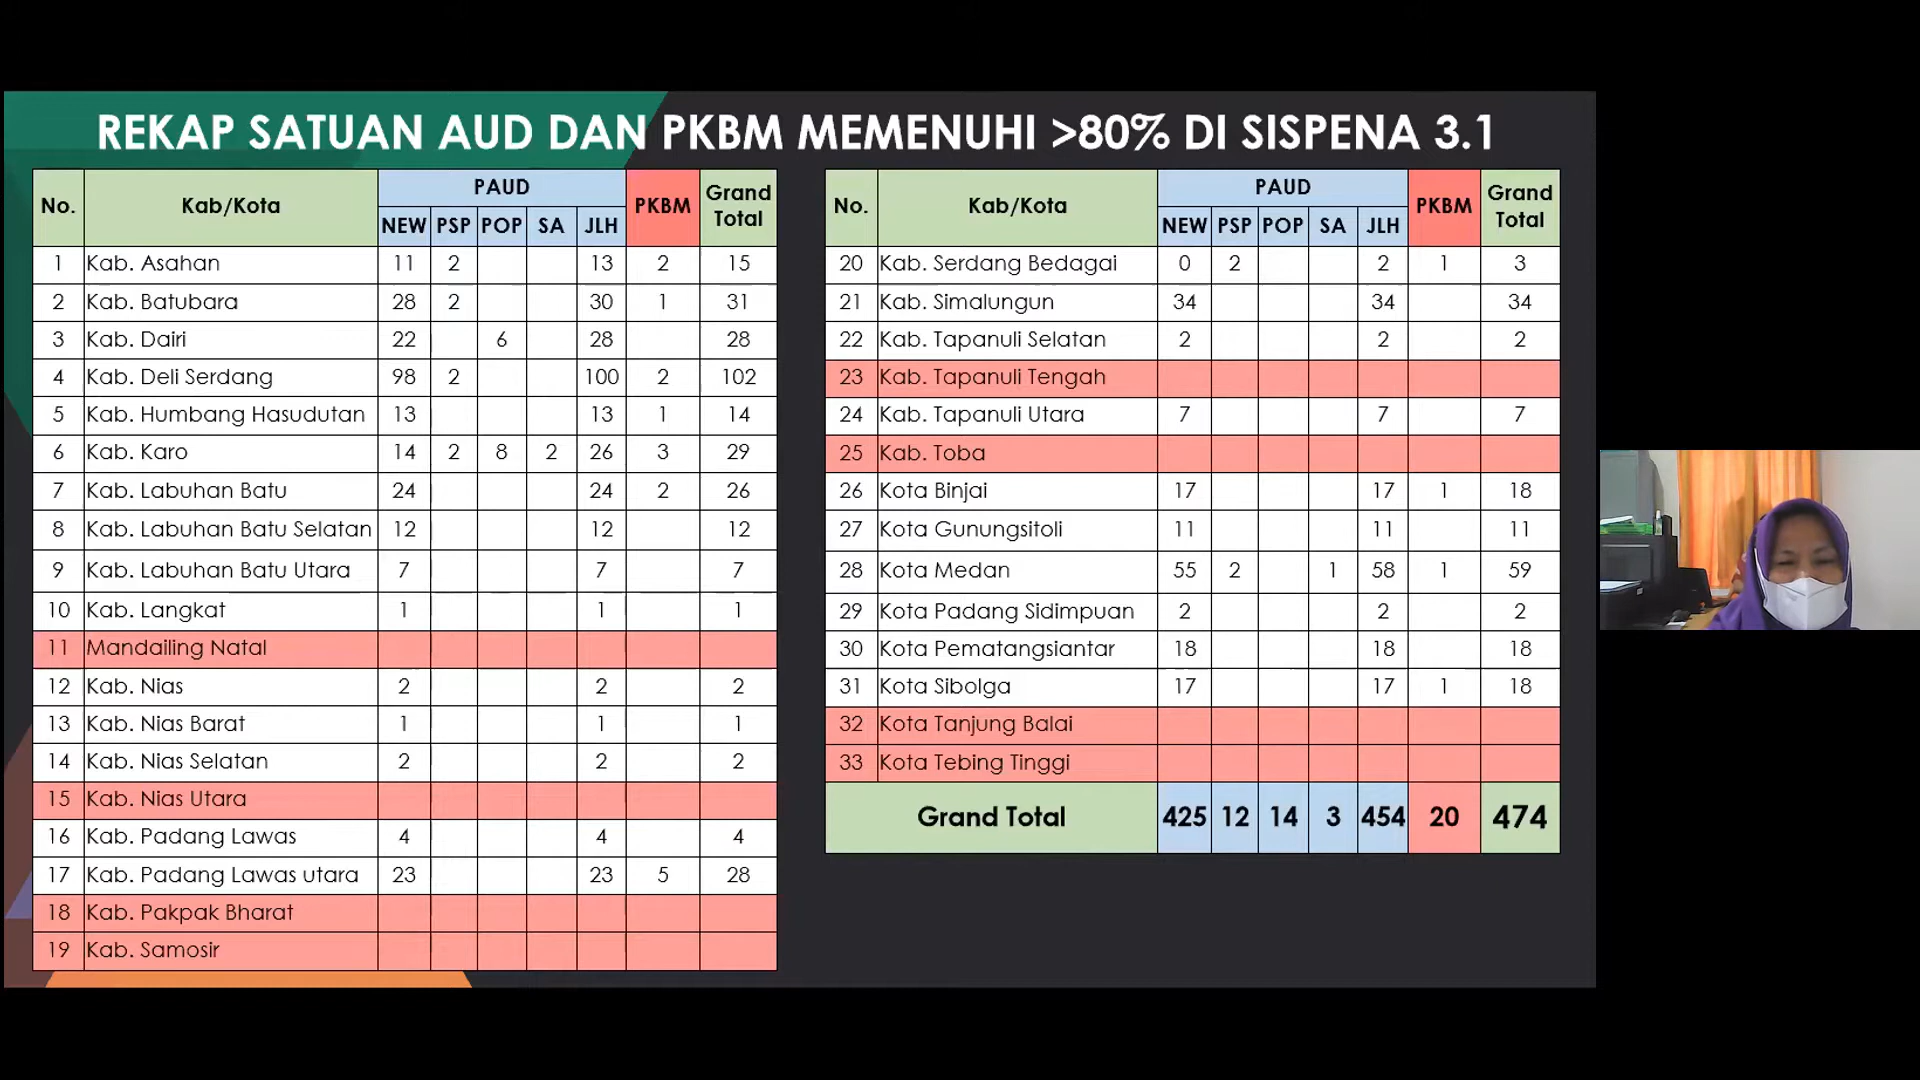 REKAP SATUAN AUD DAN PKBM MEMENUHI >80% DI SISPENA 3.1
No. Kab/Kota PAUD PKBM Grand Total
NEW PSP POP SA JLH
1 Kab. Asahan 11 2 13 2 15
2 Kab. Batubara 28 2 30 1 31
3 Kab. Dairi 22 6 28 28
4 Kab. Deli Serdang 98 2 100 2 102
5 Kab. Humbang Hasudutan 13 13 1 14
6 Kab. Karo 14 2 8 2 26 3 29
7 Kab. Labuhan Batu 24 24 2 26
8 Kab. Labuhan Batu Selatan 12 12 12
9 Kab. Labuhan Batu Utara 7 7 7
10 Kab. Langkat 1 1 1
11 Mandailing Natal
12 Kab. Nias 2 2 2
13 Kab. Nias Barat 1 1 1
14 Kab. Nias Selatan 2 2 2
15 Kab. Nias Utara
16 Kab. Padang Lawas 4 4 4
17 Kab. Padang Lawas utara 23 23 5 28
18 Kab. Pakpak Bharat
19 Kab. Samosir
No. Kab/Kota PAUD PKBM Grand Total
NEW PSP POP SA JLH
20 Kab. Serdang Bedagai 0 2 2 1 3
21 Kab. Simalungun 34 34 34
22 Kab. Tapanuli Selatan 2 2 2
23 Kab. Tapanuli Tengah
24 Kab. Tapanuli Utara 7 7 7
25 Kab. Toba
26 Kota Binjai 17 17 1 18
27 Kota Gunungsitoli 11 11 11
28 Kota Medan 55 2 1 58 1 59
29 Kota Padang Sidimpuan 2 2 2
30 Kota Pematangsiantar 18 18 18
31 Kota Sibolga 17 17 1 18
32 Kota Tanjung Balai
33 Kota Tebing Tinggi
Grand Total 425 12 14 3 454 20 474